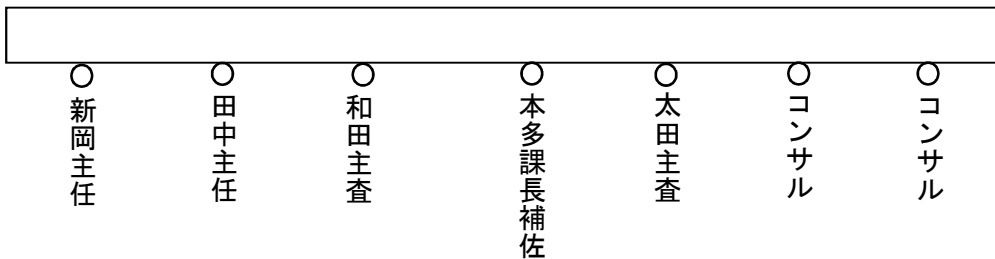 新岡主任
田中主任
和田主査
本多課長補佐
太田主査
コンサル
コンサル